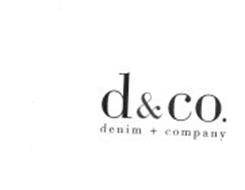 d&co.
denim + company